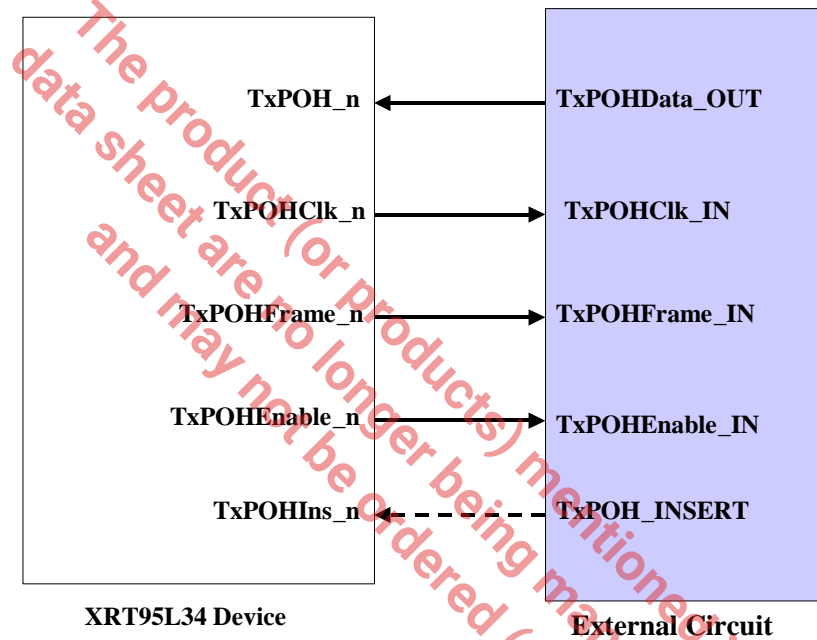 TxPOH_n
TxPOHData_OUT
TxPOHClk_n
TxPOHClk_IN
TxPOHFrame_n
TxPOHFrame_IN
TxPOHEnable_n
TxPOHEnable_IN
TxPOHIns_n
TxPOH_INSERT
XRT95L34 Device
External Circuit
The product (or products) mentioned
data sheet are no longer being
and may not be ordered (